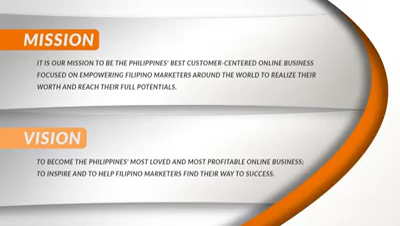 MISSION
IT IS OUR MISSION TO BE THE PHILIPPINES' BEST CUSTOMER-CENTERED ONLINE BUSINESS
FOCUSED ON EMPOWERING FILIPINO MARKETERS AROUND THE WORLD TO REALIZE THEIR
WORTH AND REACH THEIR FULL POTENTIALS.
VISION
TO BECOME THE PHILIPPINES' MOST LOVED AND MOST PROFITABLE ONLINE BUSINESS;
TO INSPIRE AND TO HELP FILIPINO MARKETERS FIND THEIR WAY TO SUCCESS.